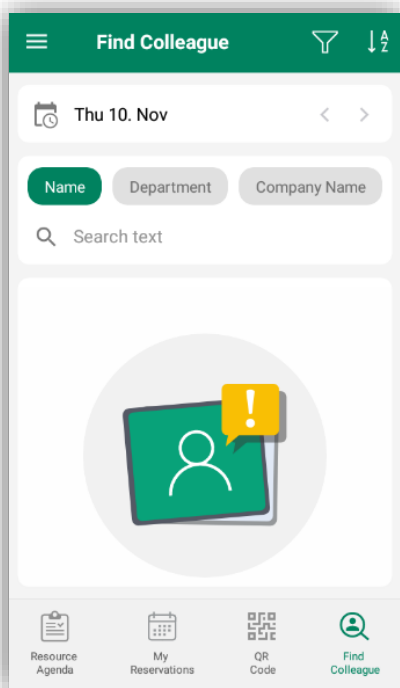 Find Colleague
A
Z
Thu 10. Nov
Name
Department
Company Name
Search text
!
Resource
Agenda
My
Reservations
QR
Code
Find
Colleague